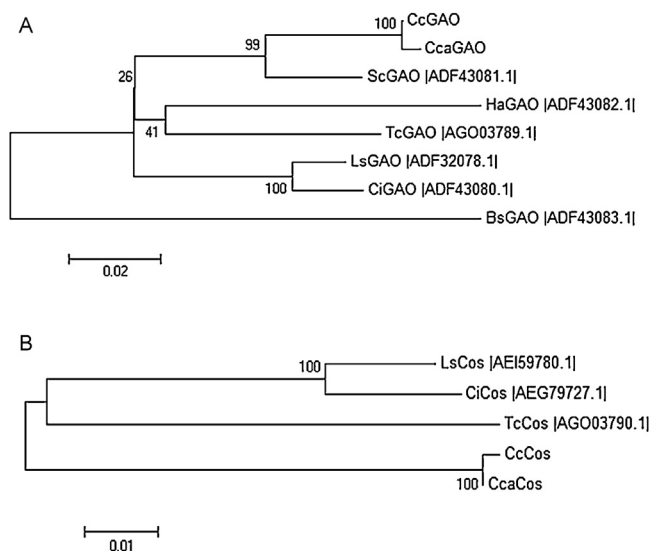 A
100
CcGAO
CcaGAO
99
ScGAO |ADF43081.1|
26
HaGAO |ADF43082.1|
41
TcGAO |AGO03789.1|
LsGAO |ADF32078.1|
100
CiGAO |ADF43080.1|
BsGAO |ADF43083.1|
0.02
B
100
LsCos |AEI59780.1|
CiCos |AEG79727.1|
TcCos |AGO03790.1|
CcCos
100
CcaCos
0.01